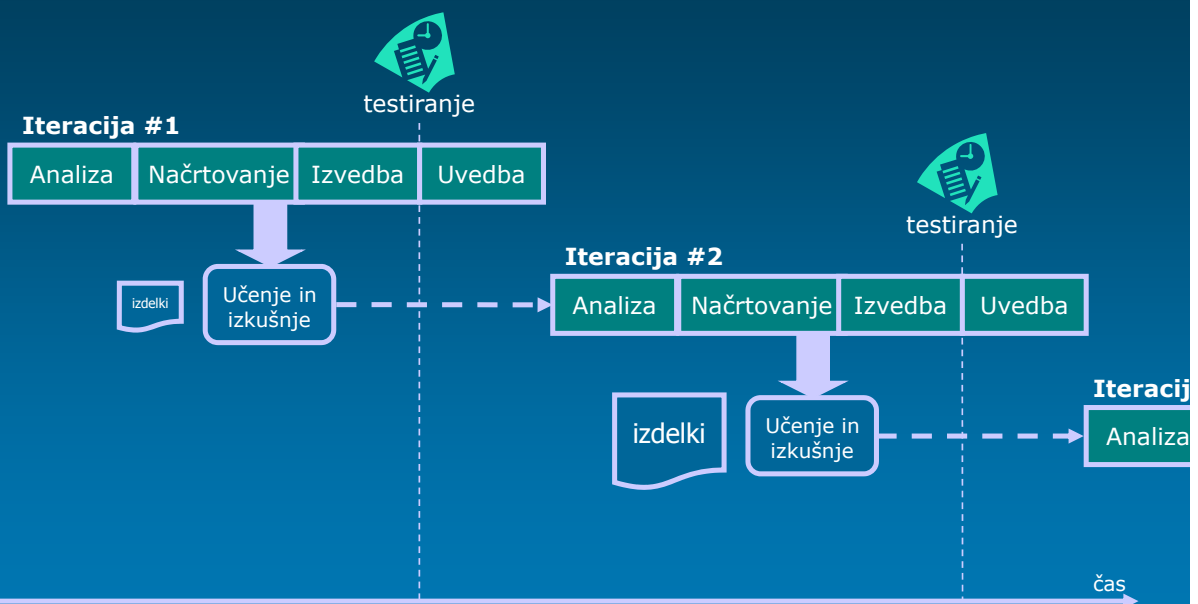 testiranje
Iteracija #1
Analiza Načrtovanje Izvedba Uvedba
testiranje
Iteracija #2
izdelki
Učenje in
izkušnje
Analiza Načrtovanje Izvedba Uvedba
Iteracij
izdelki
Učenje in
izkušnje
Analiza
čas